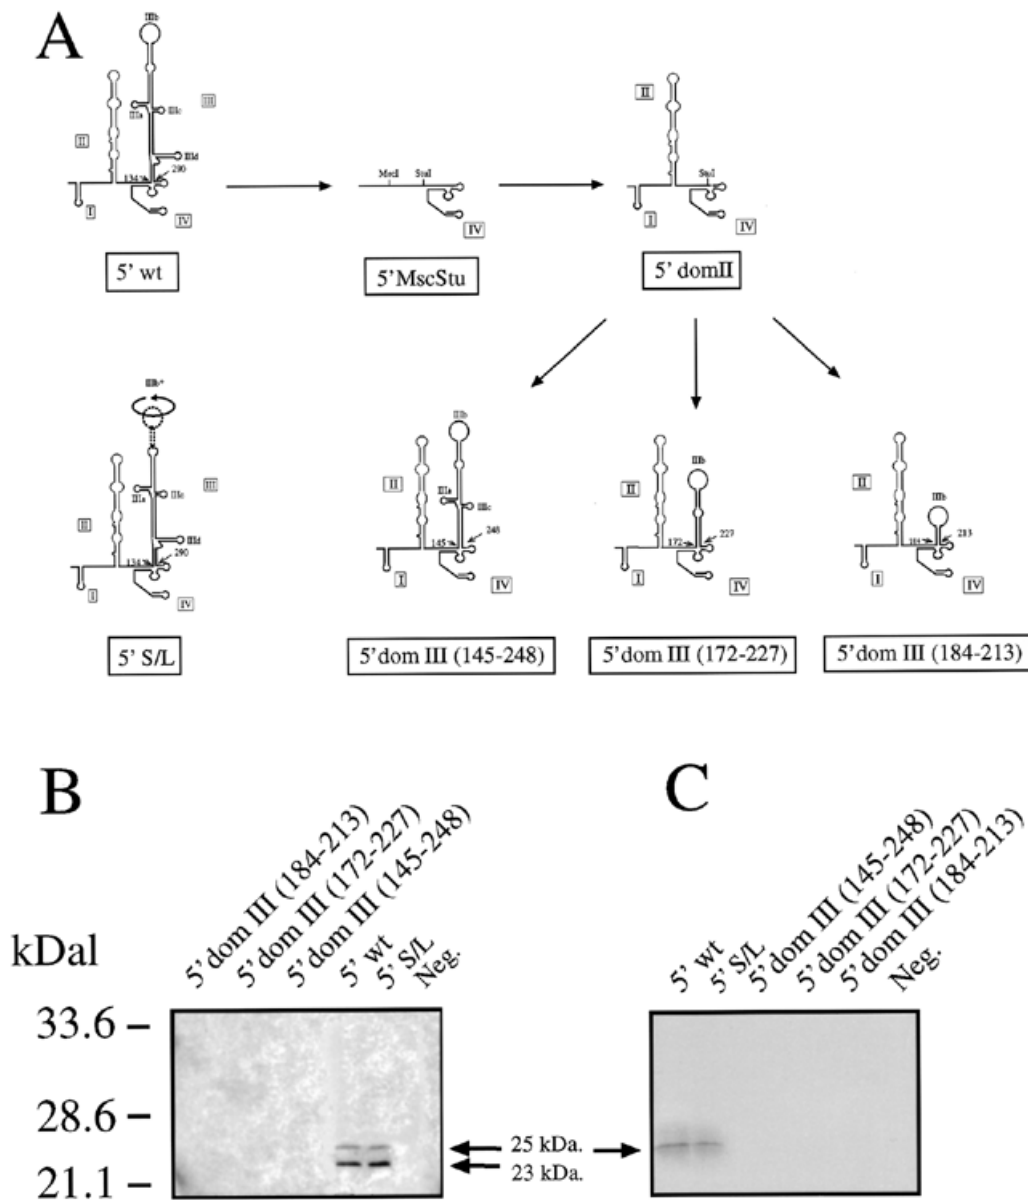 A
IIIb
III
IIIa
IIIc
II
IIId
134
290
I
IV
5' wt
MscI
StuI
IV
5'MscStu
II
StuI
I
IV
5' domII
IIIb*
III
IIIa
IIIc
II
IIId
134
290
I
IV
5' S/L
IIIb
II
IIIa
IIIc
145
248
I
IV
5'dom III (145-248)
IIIb
II
172
227
I
IV
5'dom III (172-227)
II
IIIb
184
213
I
IV
5'dom III (184-213)
B
5'dom III (184-213)
5'dom III (172-227)
5'dom III (145-248)
5' wt
5' S/L
Neg.
kDal
33.6
28.6
21.1
25 kDa.
23 kDa.
C
5' wt
5' S/L
5'dom III (145-248)
5'dom III (172-227)
5'dom III (184-213)
Neg.